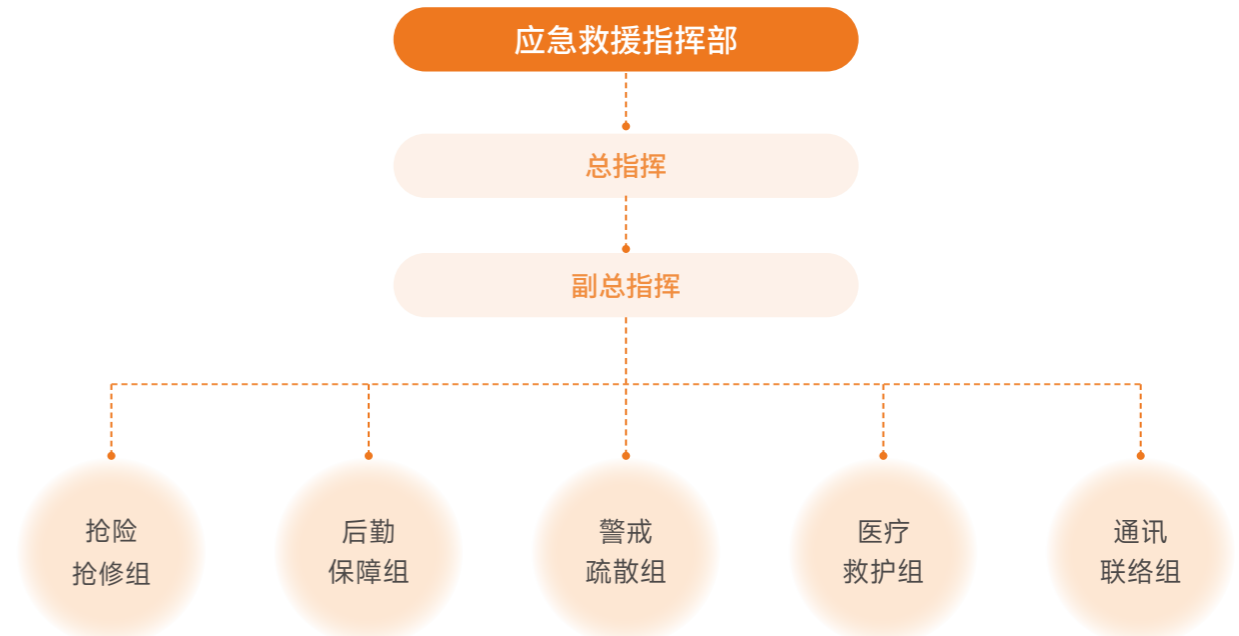 应急救援指挥部
总指挥
副总指挥
抢险
抢修组
后勤
保障组
警戒
疏散组
医疗
救护组
通讯
联络组